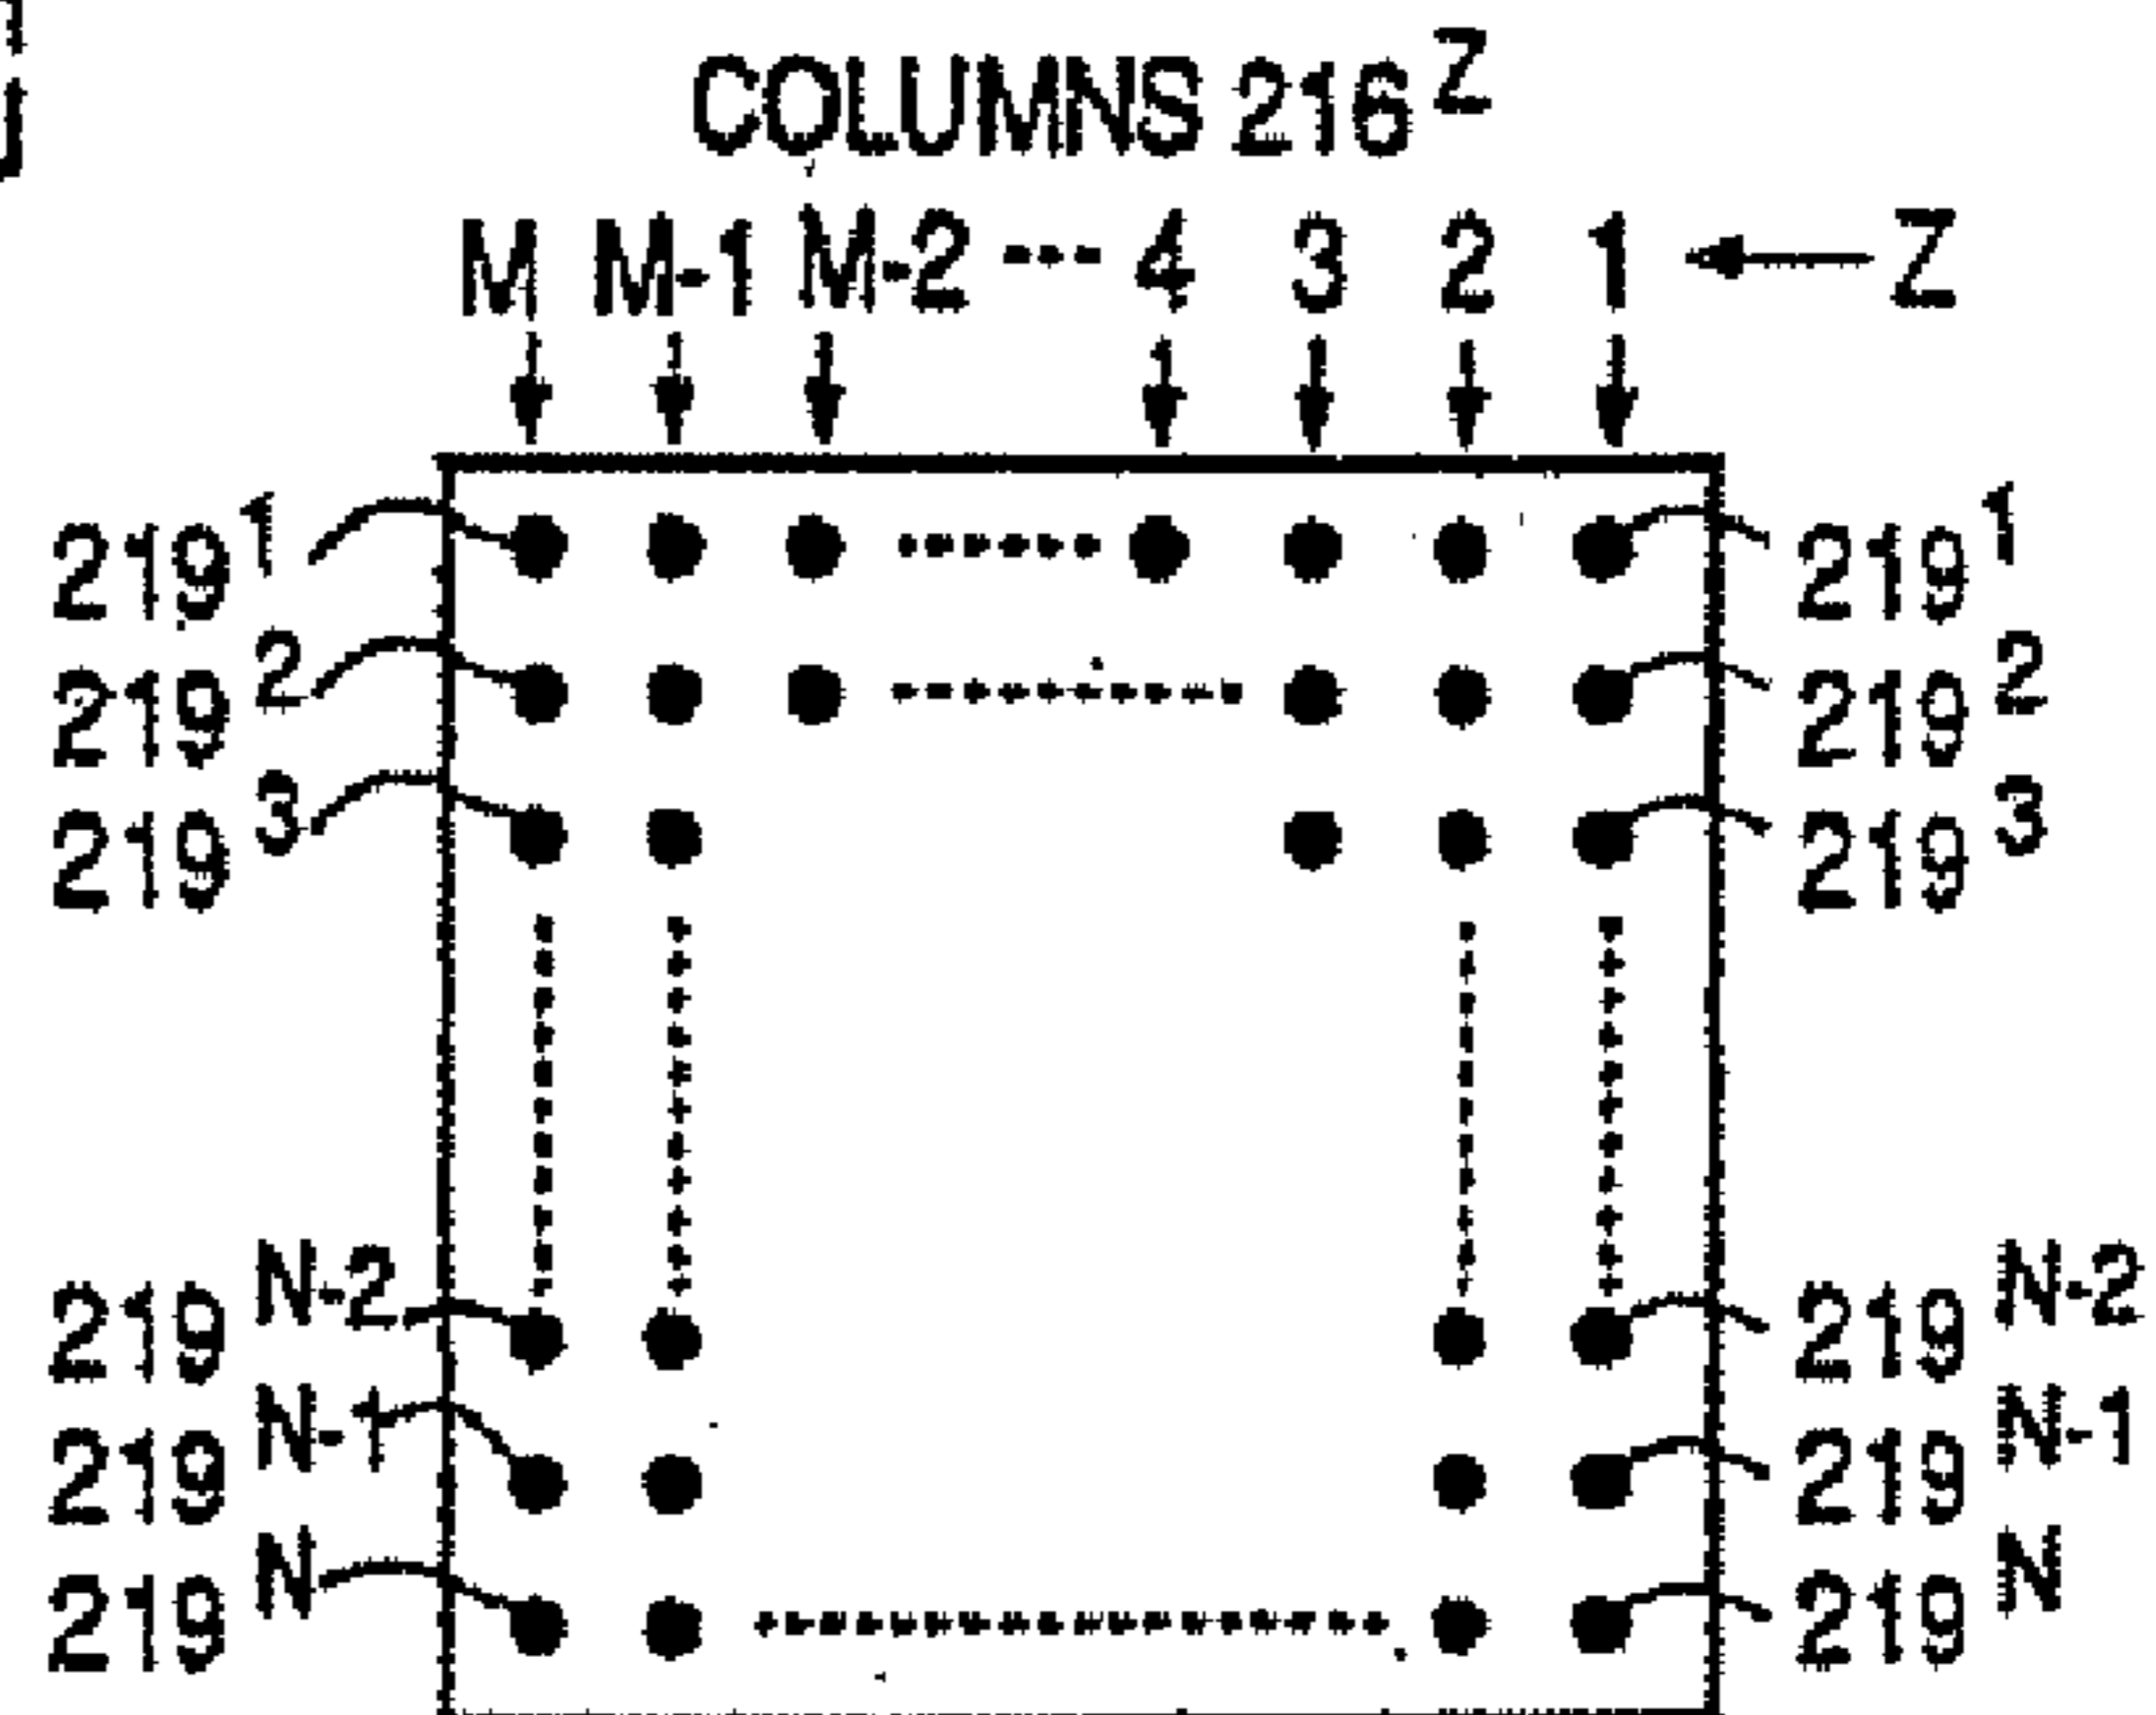 COLUMNS 216^Z
M M-1 M-2 --- 4 3 2 1 ← Z
219^1 219^1
219^2 219^2
219^3 219^3
219^N-2 219^N-2
219^N-1 219^N-1
219^N 219^N